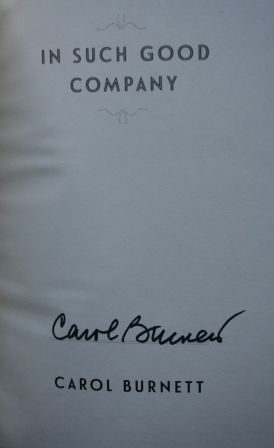 IN SUCH GOOD
COMPANY
Carol Burnett
CAROL BURNETT